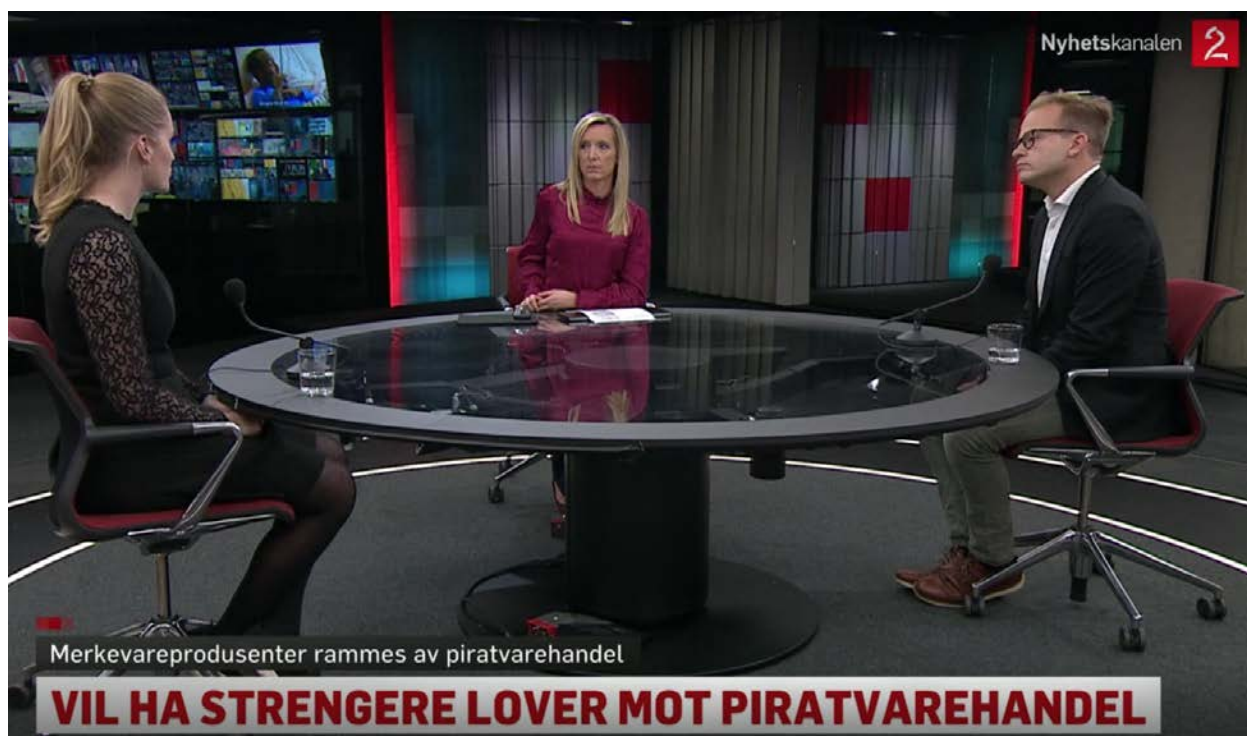 Nyhetskanalen 2
Merkevareprodusenter rammes av piratvarehandel
VIL HA STRENGERE LOVER MOT PIRATVAREHANDEL